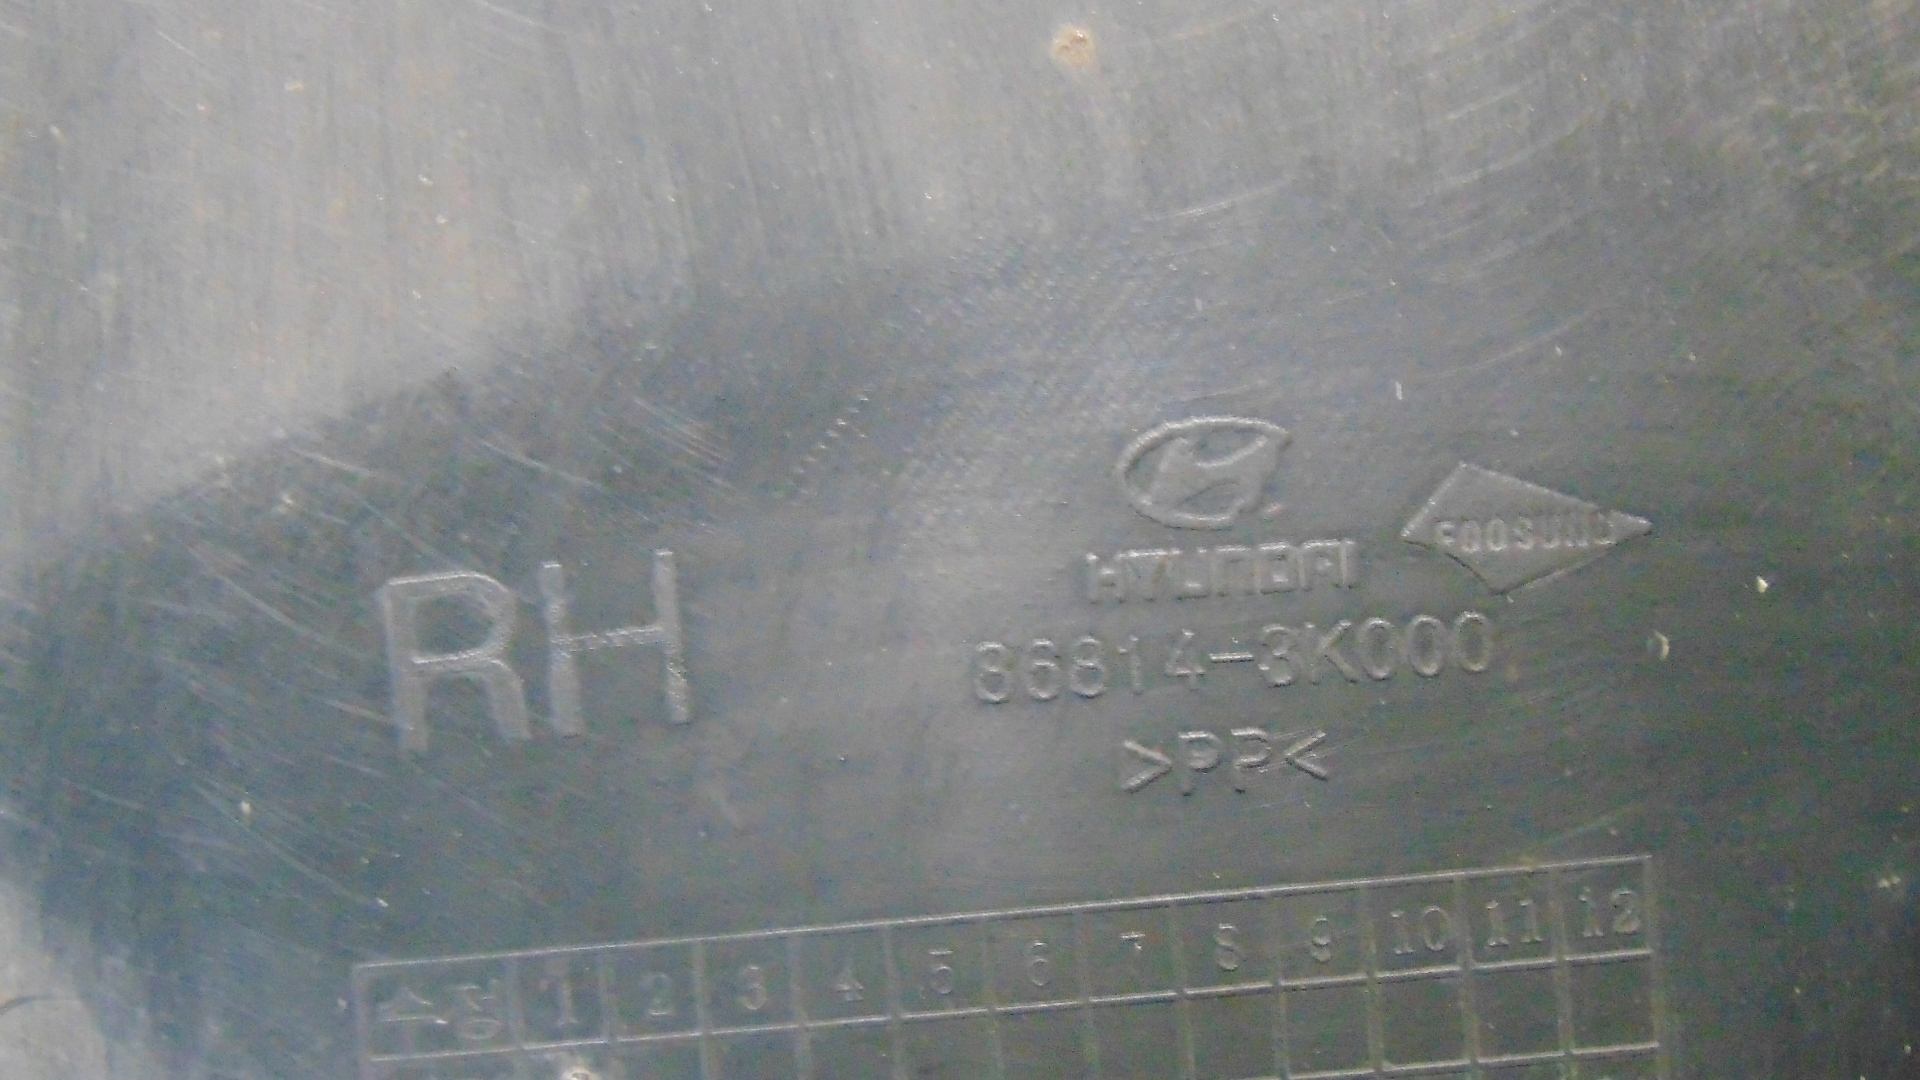 RH
HYUNDAI
FOOSUNG
86814-3K000
>PP<
수정 1 2 3 4 5 6 7 8 9 10 11 12